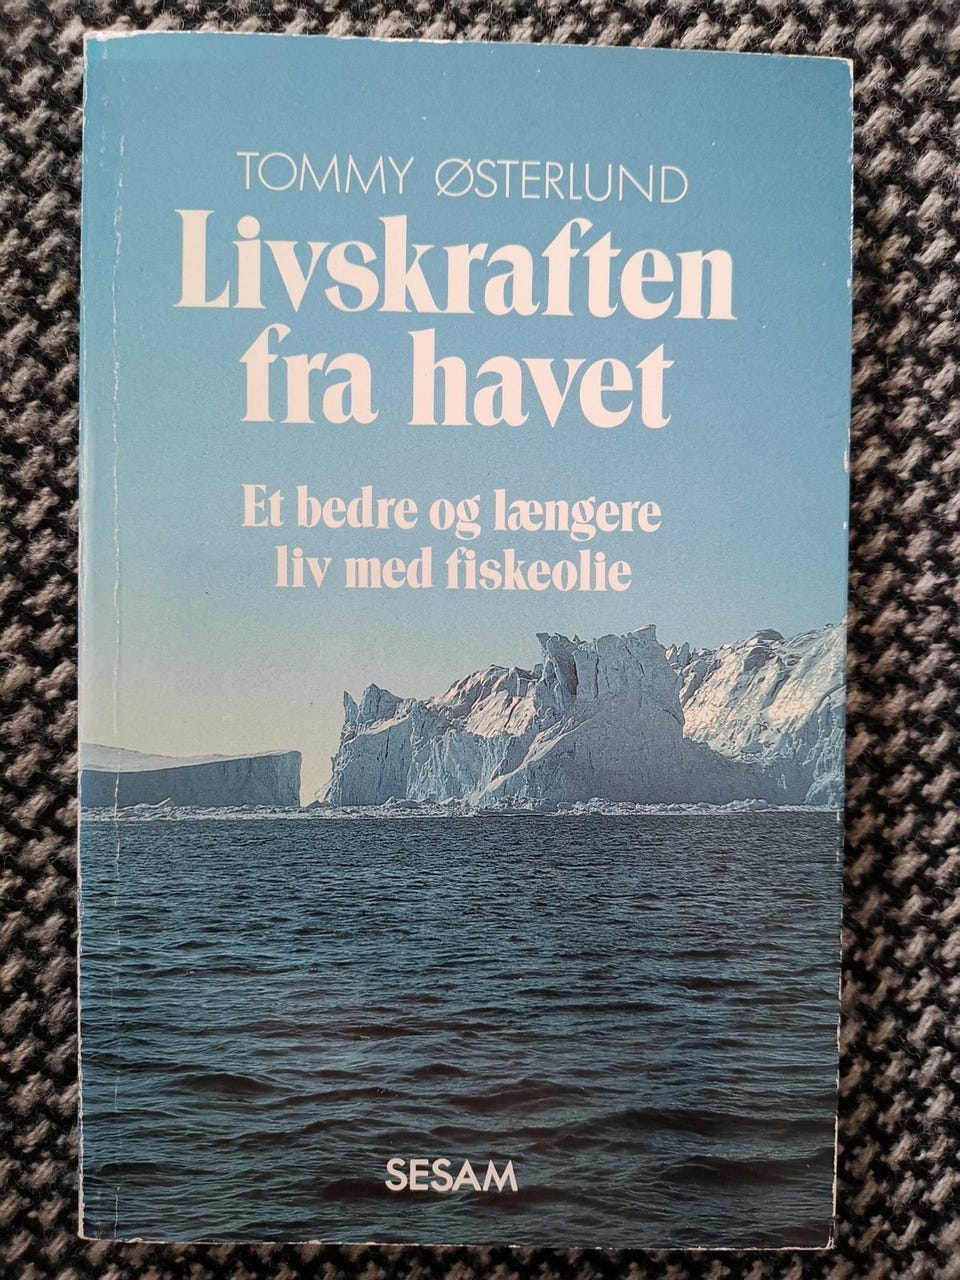 TOMMY ØSTERLUND
Livskraften
fra havet
Et bedre og længere
liv med fiskeolie
SESAM